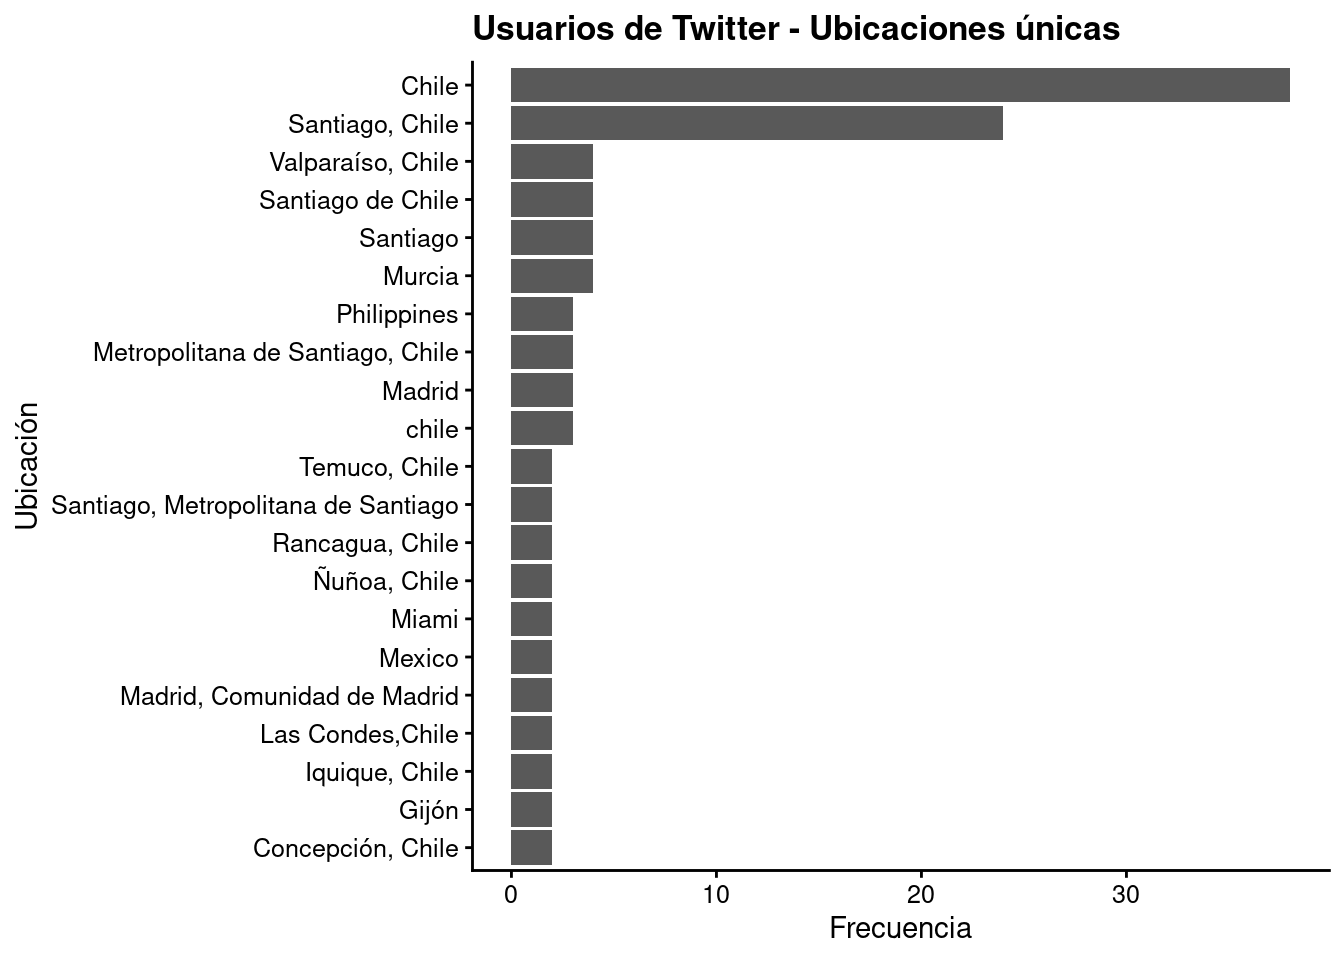 Usuarios de Twitter - Ubicaciones únicas
Chile
Santiago, Chile
Valparaíso, Chile
Santiago de Chile
Santiago
Murcia
Philippines
Metropolitana de Santiago, Chile
Madrid
chile
Temuco, Chile
Santiago, Metropolitana de Santiago
Rancagua, Chile
Ñuñoa, Chile
Miami
Mexico
Madrid, Comunidad de Madrid
Las Condes,Chile
Iquique, Chile
Gijón
Concepción, Chile
Ubicación
0 10 20 30
Frecuencia